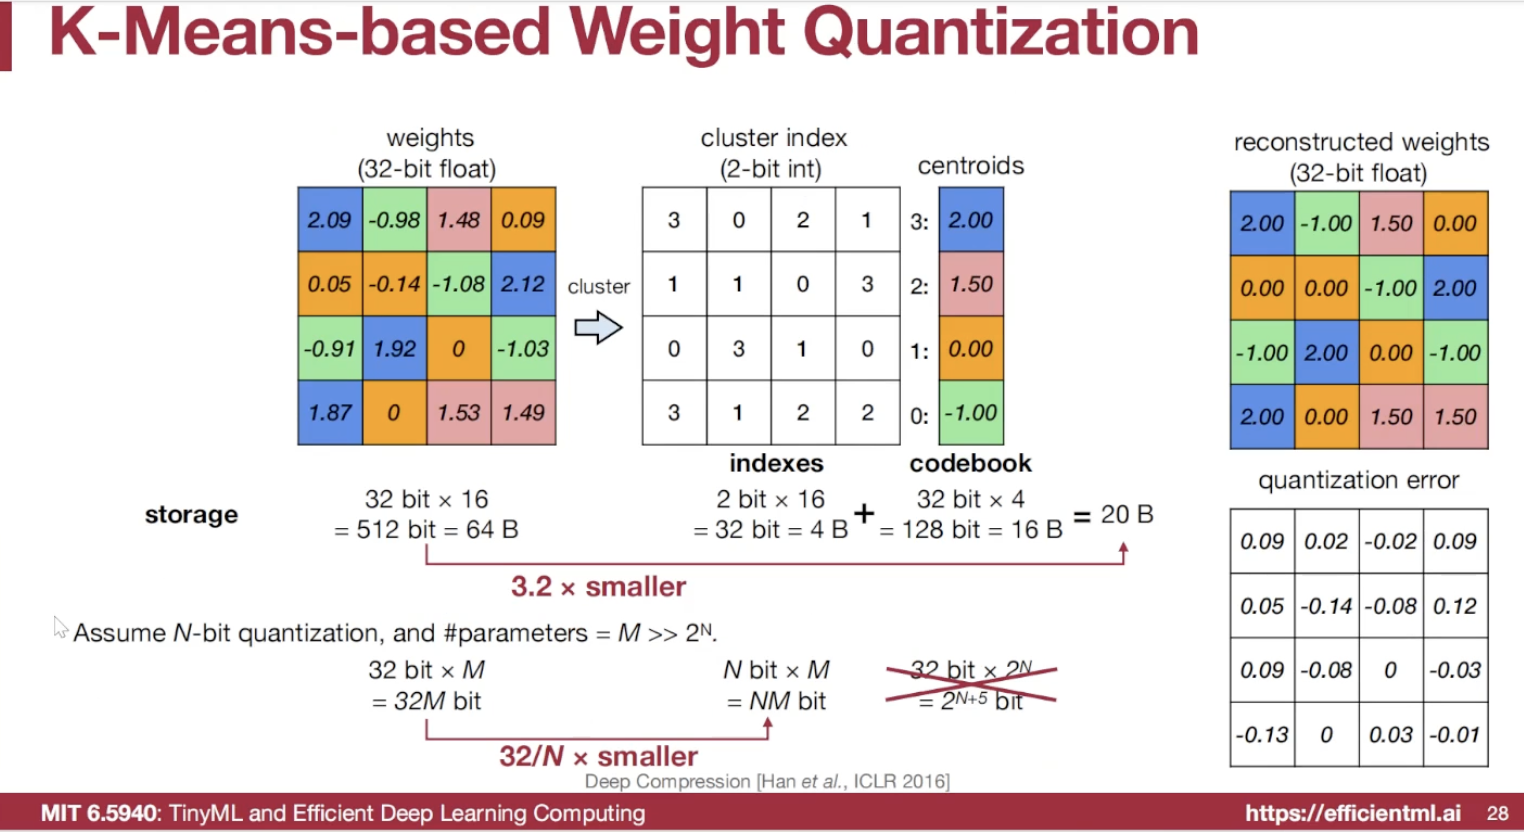 K-Means-based Weight Quantization
weights
(32-bit float)
2.09 -0.98 1.48 0.09
0.05 -0.14 -1.08 2.12
-0.91 1.92 0 -1.03
1.87 0 1.53 1.49
cluster
cluster index
(2-bit int)
3 0 2 1
1 1 0 3
0 3 1 0
3 1 2 2
indexes
centroids
3: 2.00
2: 1.50
1: 0.00
0: -1.00
codebook
reconstructed weights
(32-bit float)
2.00 -1.00 1.50 0.00
0.00 0.00 -1.00 2.00
-1.00 2.00 0.00 -1.00
2.00 0.00 1.50 1.50
quantization error
0.09 0.02 -0.02 0.09
0.05 -0.14 -0.08 0.12
0.09 -0.08 0 -0.03
-0.13 0 0.03 -0.01
storage
32 bit × 16
= 512 bit = 64 B
2 bit × 16
= 32 bit = 4 B
+
32 bit × 4
= 128 bit = 16 B
= 20 B
3.2 × smaller
Assume N-bit quantization, and #parameters = M >> 2ᴺ.
32 bit × M
= 32M bit
N bit × M
= NM bit
32 bit × 2ᴺ
= 2ᴺ⁺⁵ bit
32/N × smaller
Deep Compression [Han et al., ICLR 2016]
MIT 6.5940: TinyML and Efficient Deep Learning Computing
https://efficientml.ai 28